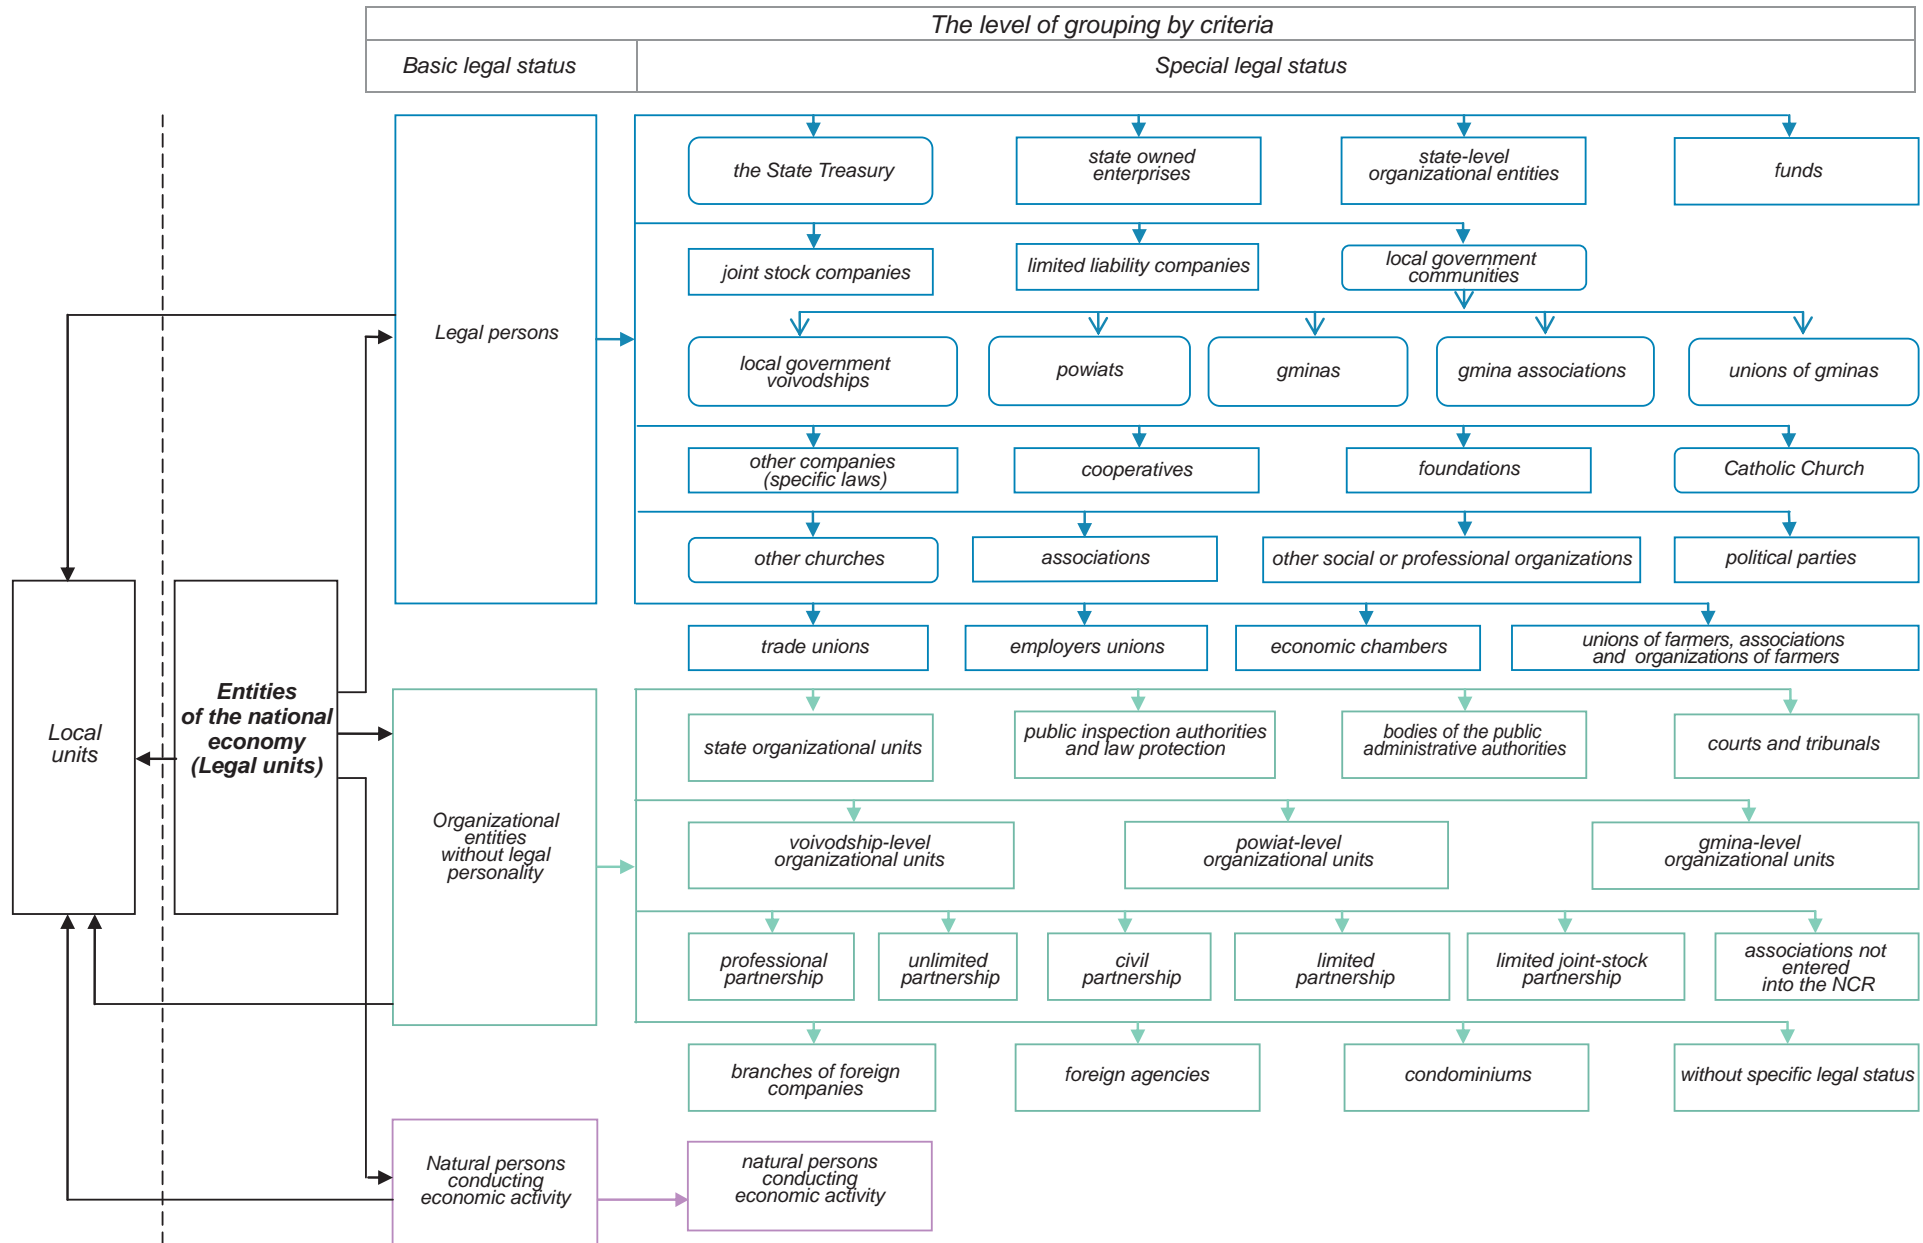 The level of grouping by criteria
Basic legal status
Special legal status
Legal persons
the State Treasury
state owned
enterprises
state-level
organizational entities
funds
joint stock companies
limited liability companies
local government
communities
local government
voivodships
powiats
gminas
gmina associations
unions of gminas
other companies
(specific laws)
cooperatives
foundations
Catholic Church
other churches
associations
other social or professional organizations
political parties
trade unions
employers unions
economic chambers
unions of farmers, associations
and organizations of farmers
Local
units
Entities
of the national
economy
(Legal units)
Organizational
entities
without legal
personality
state organizational units
public inspection authorities
and law protection
bodies of the public
administrative authorities
courts and tribunals
voivodship-level
organizational units
powiat-level
organizational units
gmina-level
organizational units
professional
partnership
unlimited
partnership
civil
partnership
limited
partnership
limited joint-stock
partnership
associations not
entered
into the NCR
branches of foreign
companies
foreign agencies
condominiums
without specific legal status
Natural persons
conducting
economic activity
natural persons
conducting
economic activity